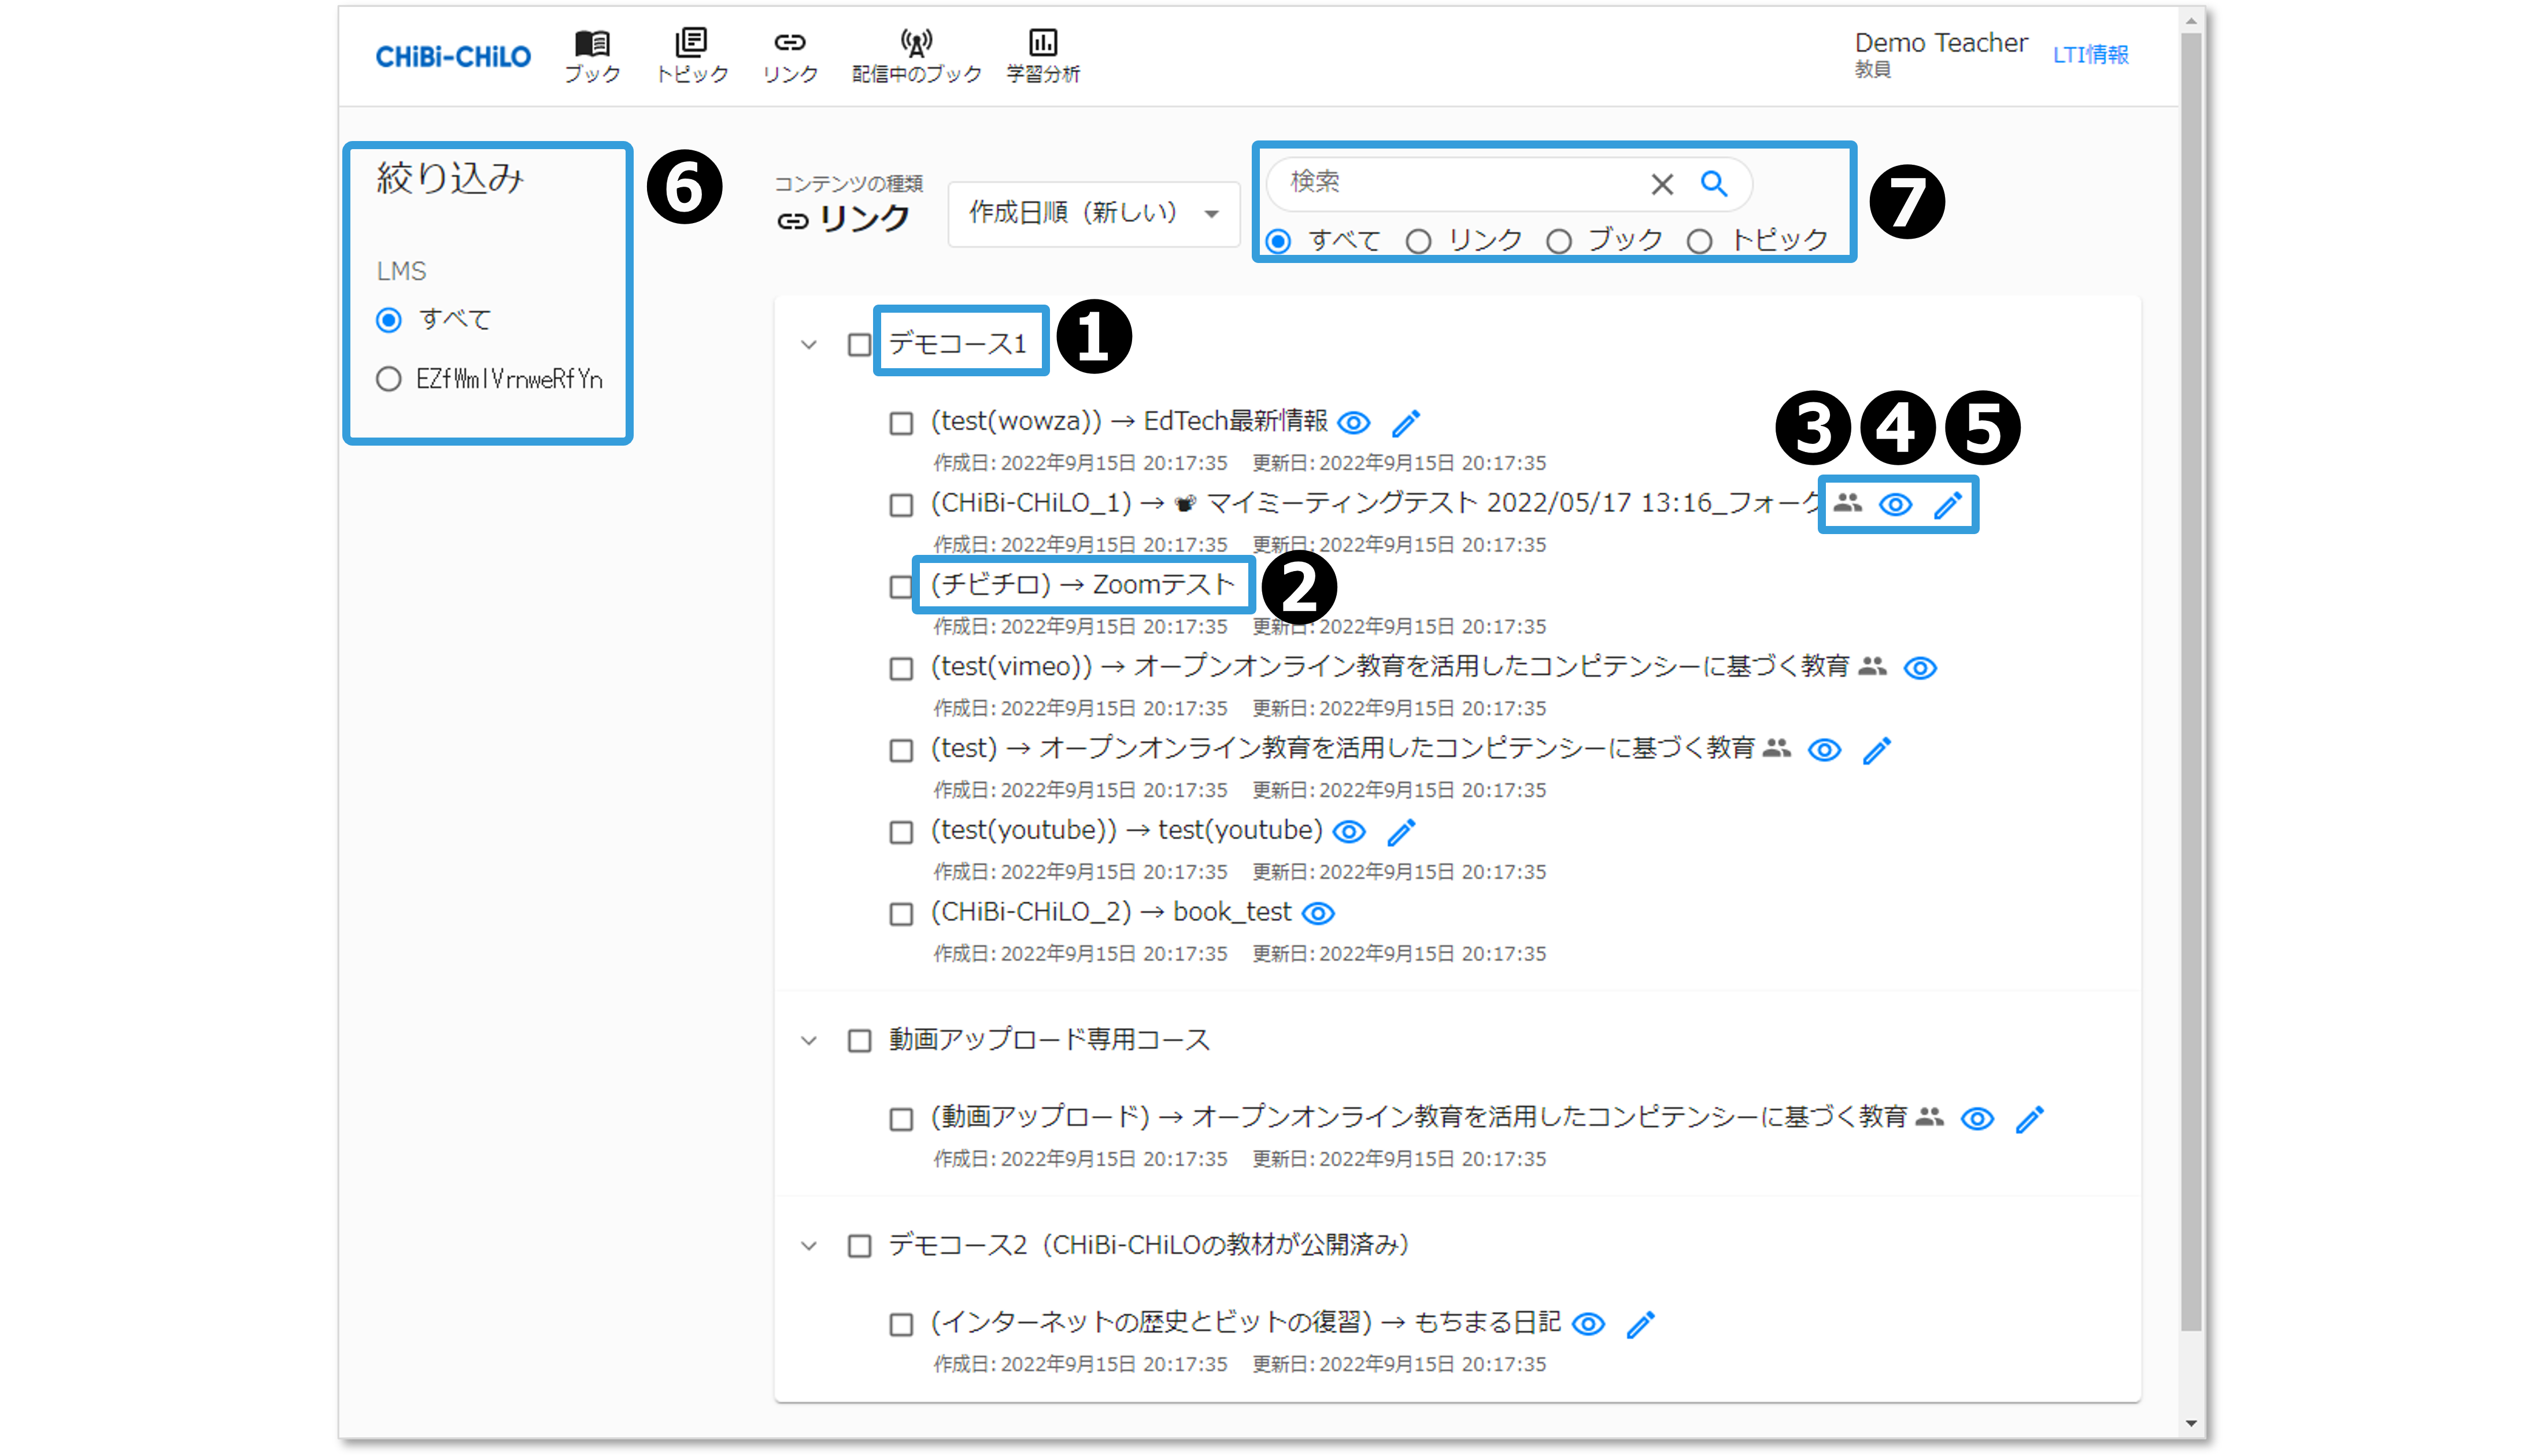 CHiBi-CHiLO
ブック
トピック
リンク
配信中のブック
学習分析
Demo Teacher
教員
LTI情報
絞り込み
6
LMS
すべて
EZfWmlVrnweRfYn
コンテンツの種類
リンク
作成日順（新しい）
検索
すべて リンク ブック トピック
7
デモコース1
1
3 4 5
(test(wowza)) → EdTech最新情報
作成日: 2022年9月15日 20:17:35 更新日: 2022年9月15日 20:17:35
(CHiBi-CHiLO_1) → マイミーティングテスト 2022/05/17 13:16_フォーク
作成日: 2022年9月15日 20:17:35 更新日: 2022年9月15日 20:17:35
(チビチロ) → Zoomテスト
2
作成日: 2022年9月15日 20:17:35 更新日: 2022年9月15日 20:17:35
(test(vimeo)) → オープンオンライン教育を活用したコンピテンシーに基づく教育
作成日: 2022年9月15日 20:17:35 更新日: 2022年9月15日 20:17:35
(test) → オープンオンライン教育を活用したコンピテンシーに基づく教育
作成日: 2022年9月15日 20:17:35 更新日: 2022年9月15日 20:17:35
(test(youtube)) → test(youtube)
作成日: 2022年9月15日 20:17:35 更新日: 2022年9月15日 20:17:35
(CHiBi-CHiLO_2) → book_test
作成日: 2022年9月15日 20:17:35 更新日: 2022年9月15日 20:17:35
動画アップロード専用コース
(動画アップロード) → オープンオンライン教育を活用したコンピテンシーに基づく教育
作成日: 2022年9月15日 20:17:35 更新日: 2022年9月15日 20:17:35
デモコース2（CHiBi-CHiLOの教材が公開済み）
(インターネットの歴史とビットの復習) → もちまる日記
作成日: 2022年9月15日 20:17:35 更新日: 2022年9月15日 20:17:35